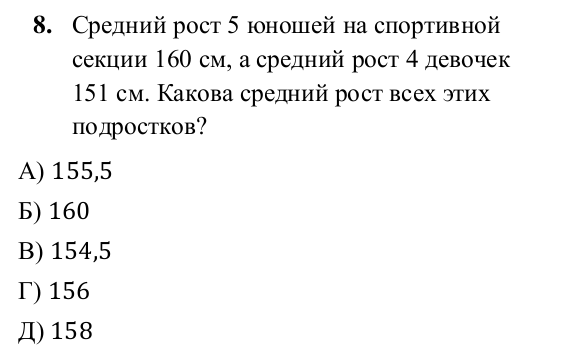 8. Средний рост 5 юношей на спортивной
секции 160 см, а средний рост 4 девочек
151 см. Какова средний рост всех этих
подростков?
А) 155,5
Б) 160
В) 154,5
Г) 156
Д) 158